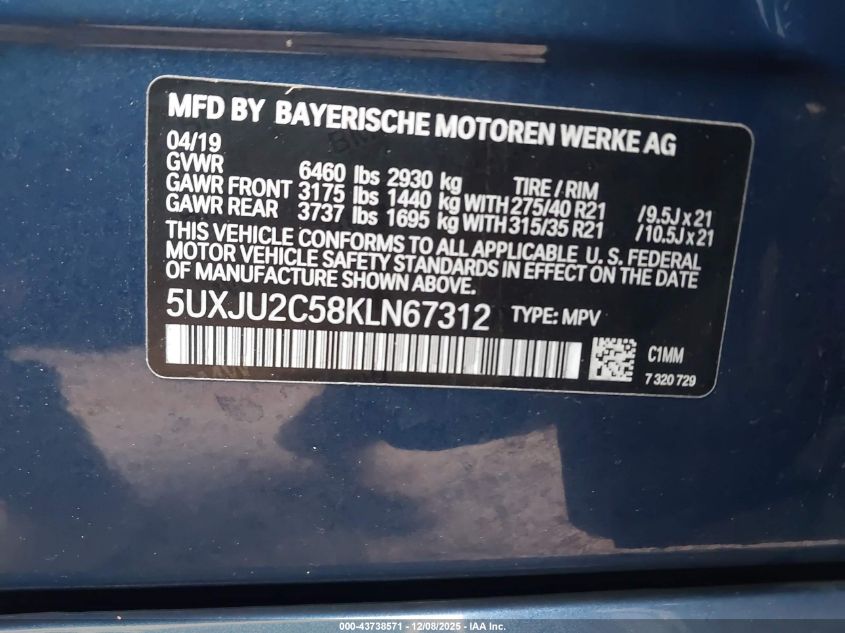 MFD BY BAYERISCHE MOTOREN WERKE AG
04/19
GVWR 6460 lbs 2930 kg TIRE / RIM
GAWR FRONT 3175 lbs 1440 kg WITH 275/40 R21 /9.5J x 21
GAWR REAR 3737 lbs 1695 kg WITH 315/35 R21 /10.5J x 21
THIS VEHICLE CONFORMS TO ALL APPLICABLE U. S. FEDERAL
MOTOR VEHICLE SAFETY STANDARDS IN EFFECT ON THE DATE
OF MANUFACTURE SHOWN ABOVE.
5UXJU2C58KLN67312 TYPE: MPV
C1MM
7 320 729
000-43738571 - 12/08/2025 - IAA Inc.